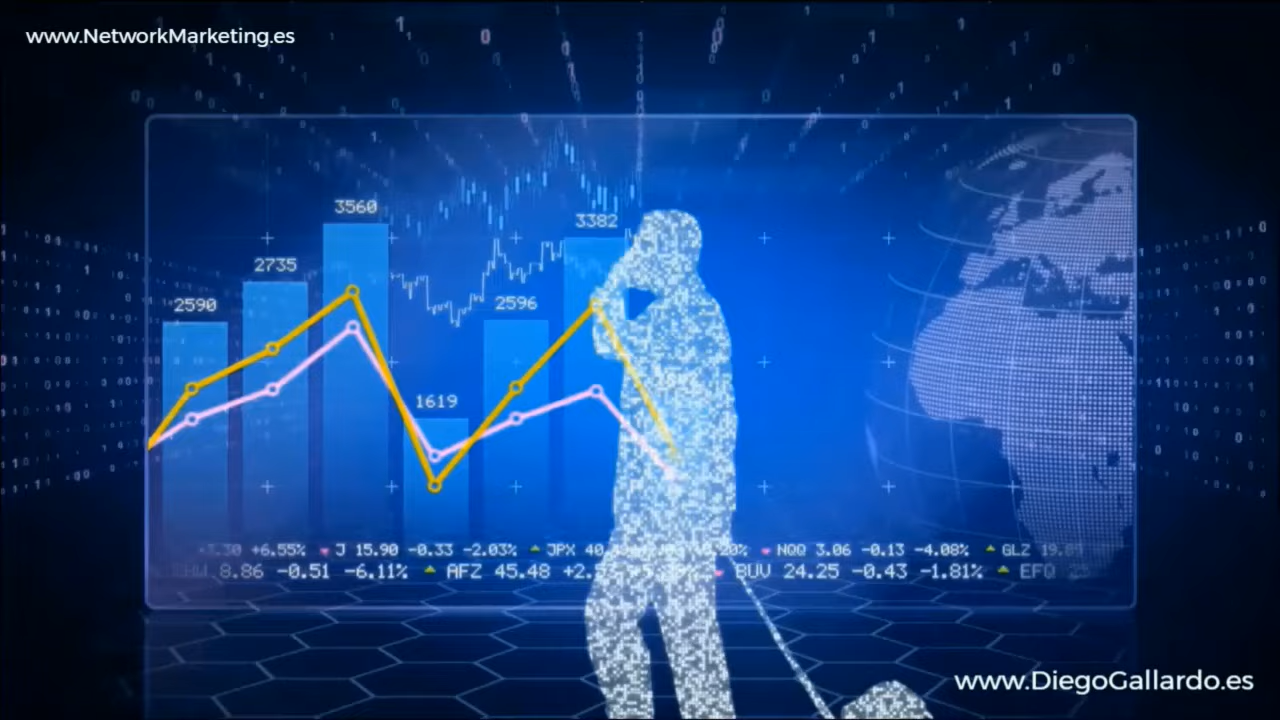 www.NetworkMarketing.es
3560
3382
2735
2590
2596
1619
+6.55% J 15.90 -0.33 -2.03% JPX 40 NQQ 3.06 -0.13 -4.08% GLZ
8.86 -0.51 -6.11% AFZ 45.48 BUV 24.25 -0.43 -1.81% EFQ
www.DiegoGallardo.es